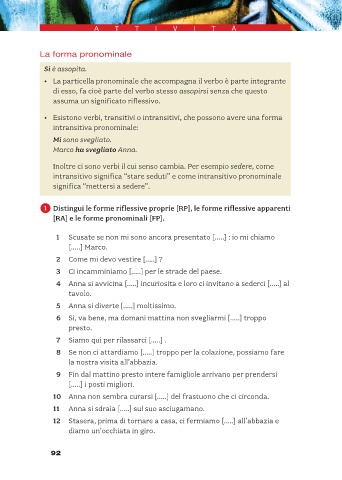 A T T I V I T À
La forma pronominale
Si è assopita.
• La particella pronominale che accompagna il verbo è parte integrante
di esso, fa cioè parte del verbo stesso assopirsi senza che questo
assuma un significato riflessivo.
• Esistono verbi, transitivi o intransitivi, che possono avere una forma
intransitiva pronominale:
Mi sono svegliato.
Marco ha svegliato Anna.
Inoltre ci sono verbi il cui senso cambia. Per esempio sedere, come
intransitivo significa “stare seduti” e come intransitivo pronominale
significa “mettersi a sedere”.
1 Distingui le forme riflessive proprie [RP], le forme riflessive apparenti
[RA] e le forme pronominali [FP].
1 Scusate se non mi sono ancora presentato [.....] : io mi chiamo
[.....] Marco.
2 Come mi devo vestire [.....] ?
3 Ci incamminiamo [.....] per le strade del paese.
4 Anna si avvicina [.....] incuriosita e loro ci invitano a sederci [.....] al
tavolo.
5 Anna si diverte [.....] moltissimo.
6 Sì, va bene, ma domani mattina non svegliarmi [.....] troppo
presto.
7 Siamo qui per rilassarci [.....] .
8 Se non ci attardiamo [.....] troppo per la colazione, possiamo fare
la nostra visita all'abbazia.
9 Fin dal mattino presto intere famigliole arrivano per prendersi
[.....] i posti migliori.
10 Anna non sembra curarsi [.....] del frastuono che ci circonda.
11 Anna si sdraia [.....] sul suo asciugamano.
12 Stasera, prima di tornare a casa, ci fermiamo [.....] all'abbazia e
diamo un'occhiata in giro.
92